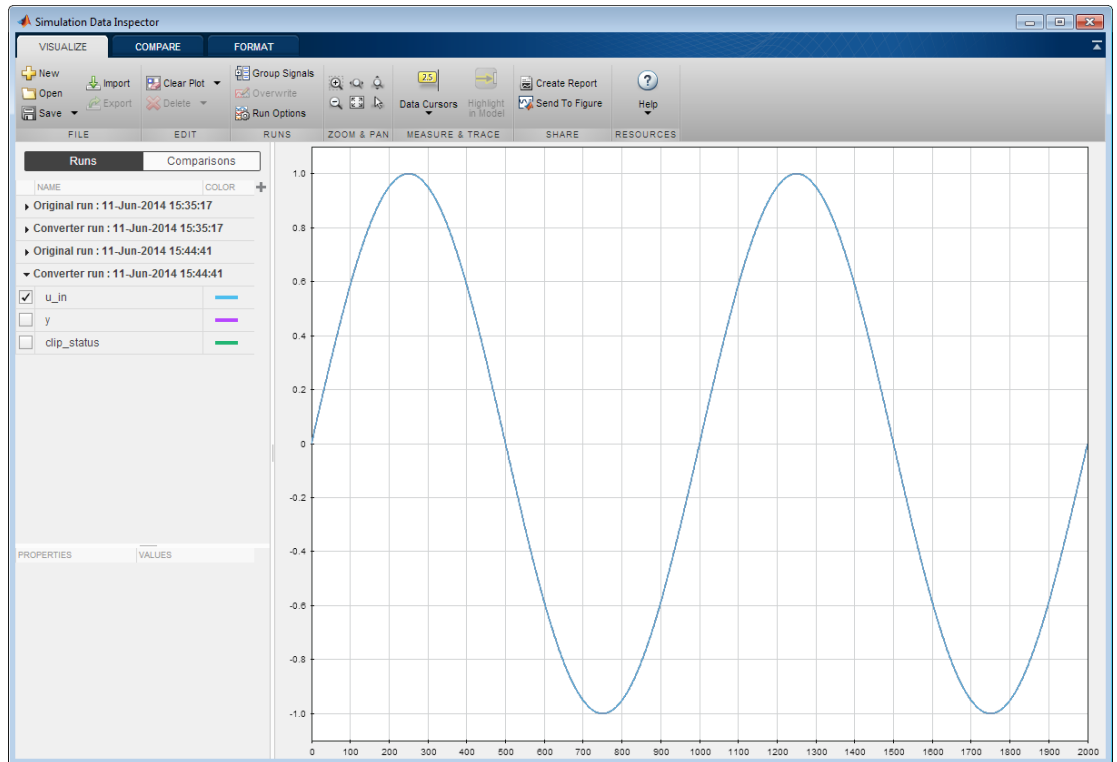 Simulation Data Inspector
VISUALIZE COMPARE FORMAT
New
Open
Save
Import
Export
FILE
Clear Plot
Delete
EDIT
Group Signals
Overwrite
Run Options
RUNS
ZOOM & PAN
2.5
Data Cursors
Highlight
in Model
MEASURE & TRACE
Create Report
Send To Figure
SHARE
?
Help
RESOURCES
Runs Comparisons
NAME COLOR
Original run : 11-Jun-2014 15:35:17
Converter run : 11-Jun-2014 15:35:17
Original run : 11-Jun-2014 15:44:41
Converter run : 11-Jun-2014 15:44:41
u_in
y
clip_status
PROPERTIES VALUES
1.0
0.8
0.6
0.4
0.2
0
-0.2
-0.4
-0.6
-0.8
-1.0
0 100 200 300 400 500 600 700 800 900 1000 1100 1200 1300 1400 1500 1600 1700 1800 1900 2000